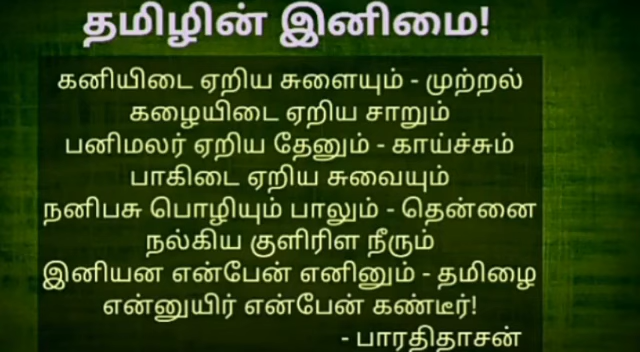 தமிழின் இனிமை!
கனியிடை ஏறிய சுளையும் - முற்றல்
கழையிடை ஏறிய சாறும்
பனிமலர் ஏறிய தேனும் - காய்ச்சும்
பாகிடை ஏறிய சுவையும்
நனிபசு பொழியும் பாலும் - தென்னை
நல்கிய குளிரிள நீரும்
இனியன என்பேன் எனினும் - தமிழை
என்னுயிர் என்பேன் கண்டீர்!
- பாரதிதாசன்